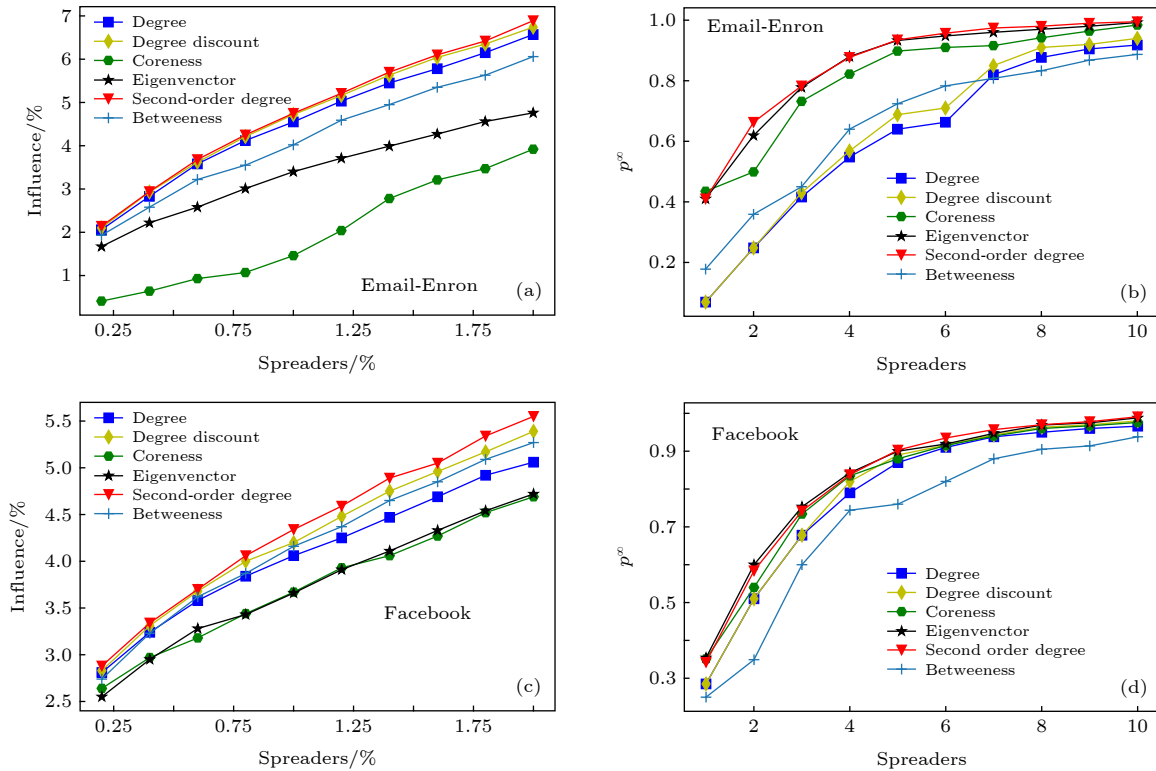 7
6
5
4
3
2
1
Influence/%
Degree
Degree discount
Coreness
Eigenvenctor
Second-order degree
Betweeness
Email-Enron
(a)
0.25 0.75 1.25 1.75
Spreaders/%
1.0
0.8
0.6
0.4
0.2
p∞
Email-Enron
Degree
Degree discount
Coreness
Eigenvenctor
Second-order degree
Betweeness
(b)
2 4 6 8 10
Spreaders
5.5
5.0
4.5
4.0
3.5
3.0
2.5
Influence/%
Degree
Degree discount
Coreness
Eigenvenctor
Second-order degree
Betweeness
Facebook
(c)
0.25 0.75 1.25 1.75
Spreaders/%
0.9
0.7
0.5
0.3
p∞
Facebook
Degree
Degree discount
Coreness
Eigenvenctor
Second order degree
Betweeness
(d)
2 4 6 8 10
Spreaders